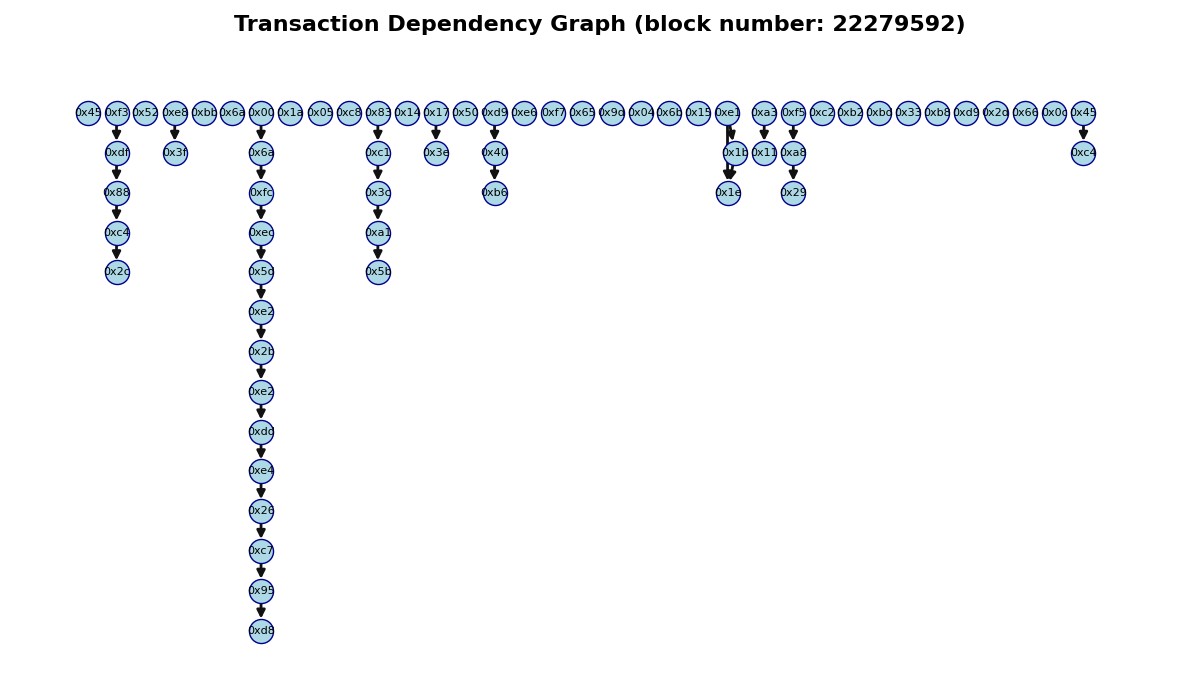 Transaction Dependency Graph (block number: 22279592)
0x45 0xf3 0x52 0xe8 0xbb 0x6a 0x00 0x1a 0x05 0xc8 0x83 0x14 0x17 0x50 0xd9 0xe6 0xf7 0x65 0x9d 0x04 0x6b 0x15 0xe1 0xa3 0xf5 0xc2 0xb2 0xbd 0x33 0xb8 0xd9 0x2d 0x66 0x0c 0x45
0xdf 0x3f 0x6a 0xc1 0x3e 0x40 0x1b 0x11 0xa8 0xc4
0x88 0xfc 0x3c 0xb6 0x1e 0x29
0xc4 0xec 0xa1
0x2c 0x5d 0x5b
0xe2
0x2b
0xe2
0xdd
0xe4
0x26
0xc7
0x95
0xd8